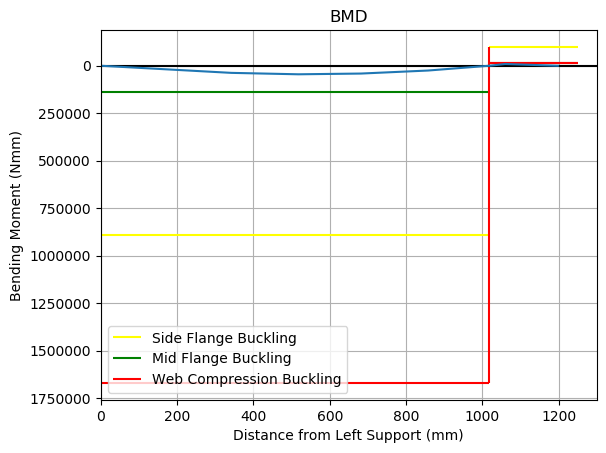 BMD
0
250000
500000
750000
1000000
1250000
1500000
1750000
Bending Moment (Nmm)
Side Flange Buckling
Mid Flange Buckling
Web Compression Buckling
0 200 400 600 800 1000 1200
Distance from Left Support (mm)